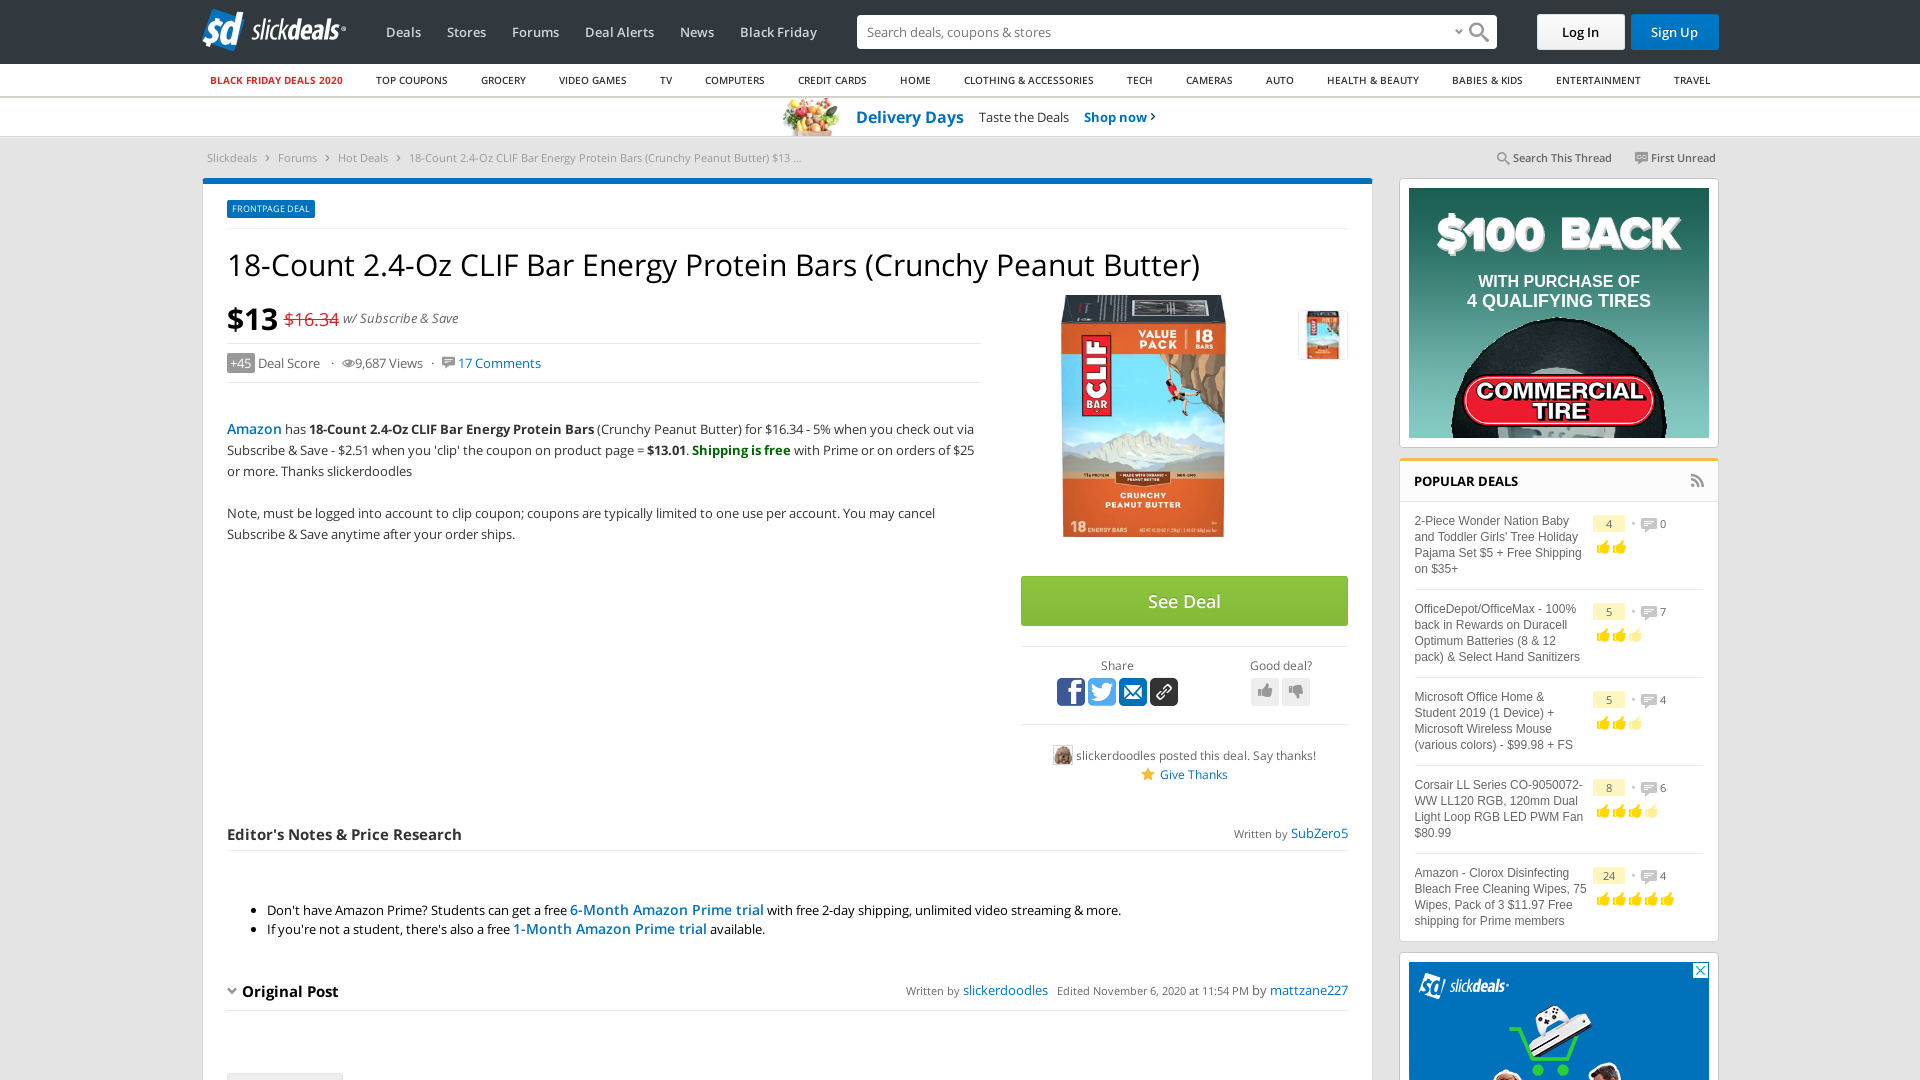 slickdeals
Deals
Stores
Forums
Deal Alerts
News
Black Friday
Search deals, coupons & stores
Log In
Sign Up
BLACK FRIDAY DEALS 2020
TOP COUPONS
GROCERY
VIDEO GAMES
TV
COMPUTERS
CREDIT CARDS
HOME
CLOTHING & ACCESSORIES
TECH
CAMERAS
AUTO
HEALTH & BEAUTY
BABIES & KIDS
ENTERTAINMENT
TRAVEL
Delivery Days Taste the Deals Shop now
Slickdeals > Forums > Hot Deals > 18-Count 2.4-Oz CLIF Bar Energy Protein Bars (Crunchy Peanut Butter) $13 ...
Search This Thread
First Unread
FRONTPAGE DEAL
18-Count 2.4-Oz CLIF Bar Energy Protein Bars (Crunchy Peanut Butter)
$13 $16.34 w/ Subscribe & Save
+45 Deal Score · 9,687 Views · 17 Comments
Amazon has 18-Count 2.4-Oz CLIF Bar Energy Protein Bars (Crunchy Peanut Butter) for $16.34 - 5% when you check out via
Subscribe & Save - $2.51 when you 'clip' the coupon on product page = $13.01. Shipping is free with Prime or on orders of $25
or more. Thanks slickerdoodles
Note, must be logged into account to clip coupon; coupons are typically limited to one use per account. You may cancel
Subscribe & Save anytime after your order ships.
VALUE
PACK
18
BARS
CLIF
BAR
CRUNCHY
PEANUT BUTTER
18 ENERGY BARS
See Deal
Share
Good deal?
slickerdoodles posted this deal. Say thanks!
Give Thanks
Editor's Notes & Price Research
Written by SubZero5
Don't have Amazon Prime? Students can get a free 6-Month Amazon Prime trial with free 2-day shipping, unlimited video streaming & more.
If you're not a student, there's also a free 1-Month Amazon Prime trial available.
Original Post
Written by slickerdoodles Edited November 6, 2020 at 11:54 PM by mattzane227
$100 BACK
WITH PURCHASE OF
4 QUALIFYING TIRES
COMMERCIAL
TIRE
POPULAR DEALS
2-Piece Wonder Nation Baby
and Toddler Girls' Tree Holiday
Pajama Set $5 + Free Shipping
on $35+
4 • 0
OfficeDepot/OfficeMax - 100%
back in Rewards on Duracell
Optimum Batteries (8 & 12
pack) & Select Hand Sanitizers
5 • 7
Microsoft Office Home &
Student 2019 (1 Device) +
Microsoft Wireless Mouse
(various colors) - $99.98 + FS
5 • 4
Corsair LL Series CO-9050072-
WW LL120 RGB, 120mm Dual
Light Loop RGB LED PWM Fan
$80.99
8 • 6
Amazon - Clorox Disinfecting
Bleach Free Cleaning Wipes, 75
Wipes, Pack of 3 $11.97 Free
shipping for Prime members
24 • 4
slickdeals